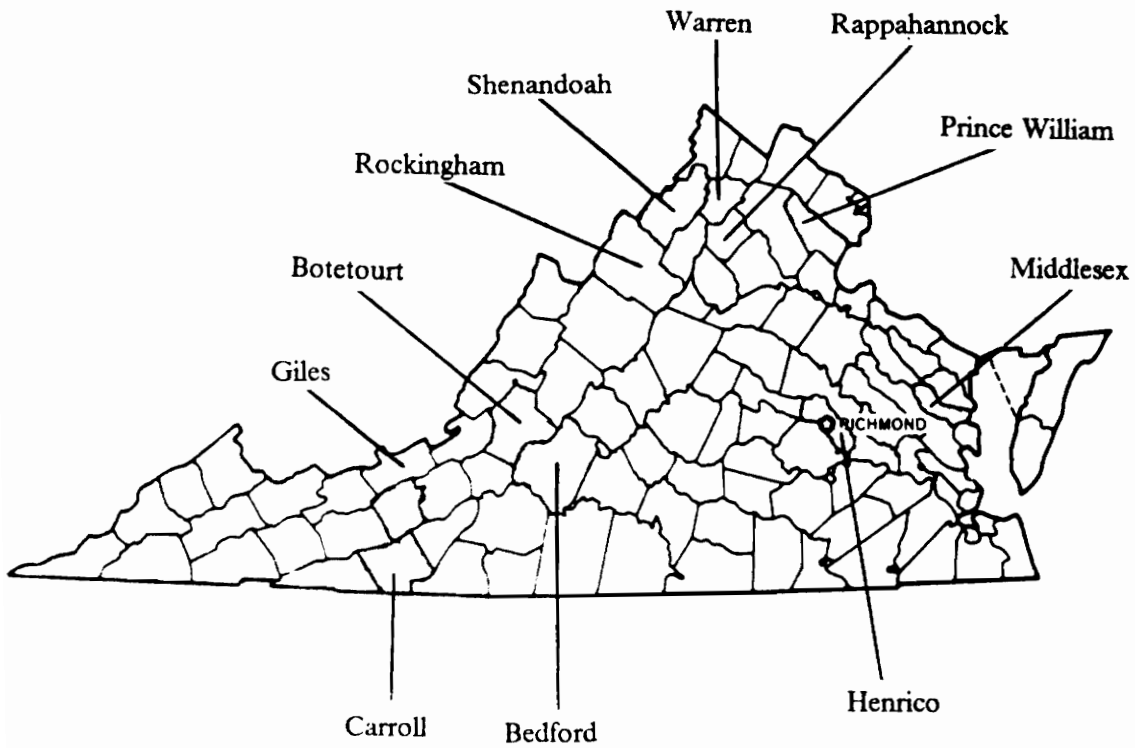 Warren
Rappahannock
Shenandoah
Prince William
Rockingham
Botetourt
Middlesex
Giles
RICHMOND
Henrico
Carroll
Bedford